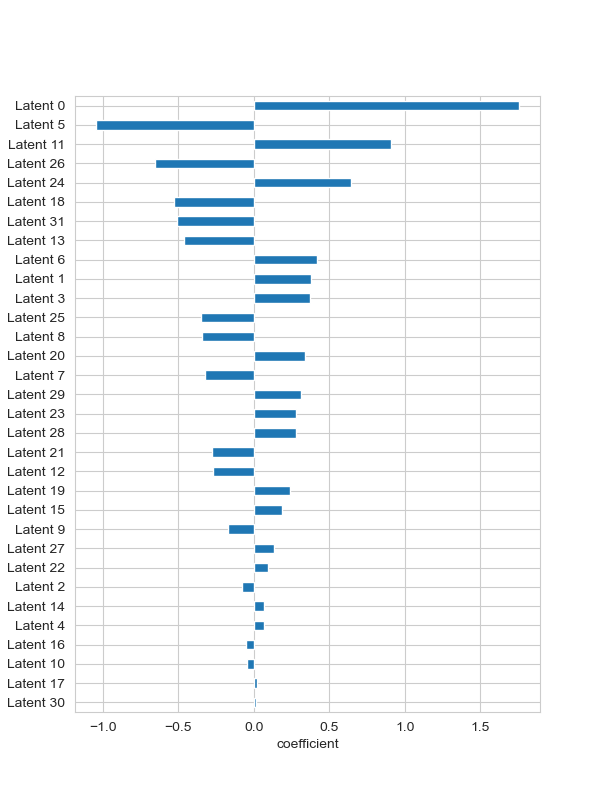 Latent 0
Latent 5
Latent 11
Latent 26
Latent 24
Latent 18
Latent 31
Latent 13
Latent 6
Latent 1
Latent 3
Latent 25
Latent 8
Latent 20
Latent 7
Latent 29
Latent 23
Latent 28
Latent 21
Latent 12
Latent 19
Latent 15
Latent 9
Latent 27
Latent 22
Latent 2
Latent 14
Latent 4
Latent 16
Latent 10
Latent 17
Latent 30
−1.0 −0.5 0.0 0.5 1.0 1.5
coefficient